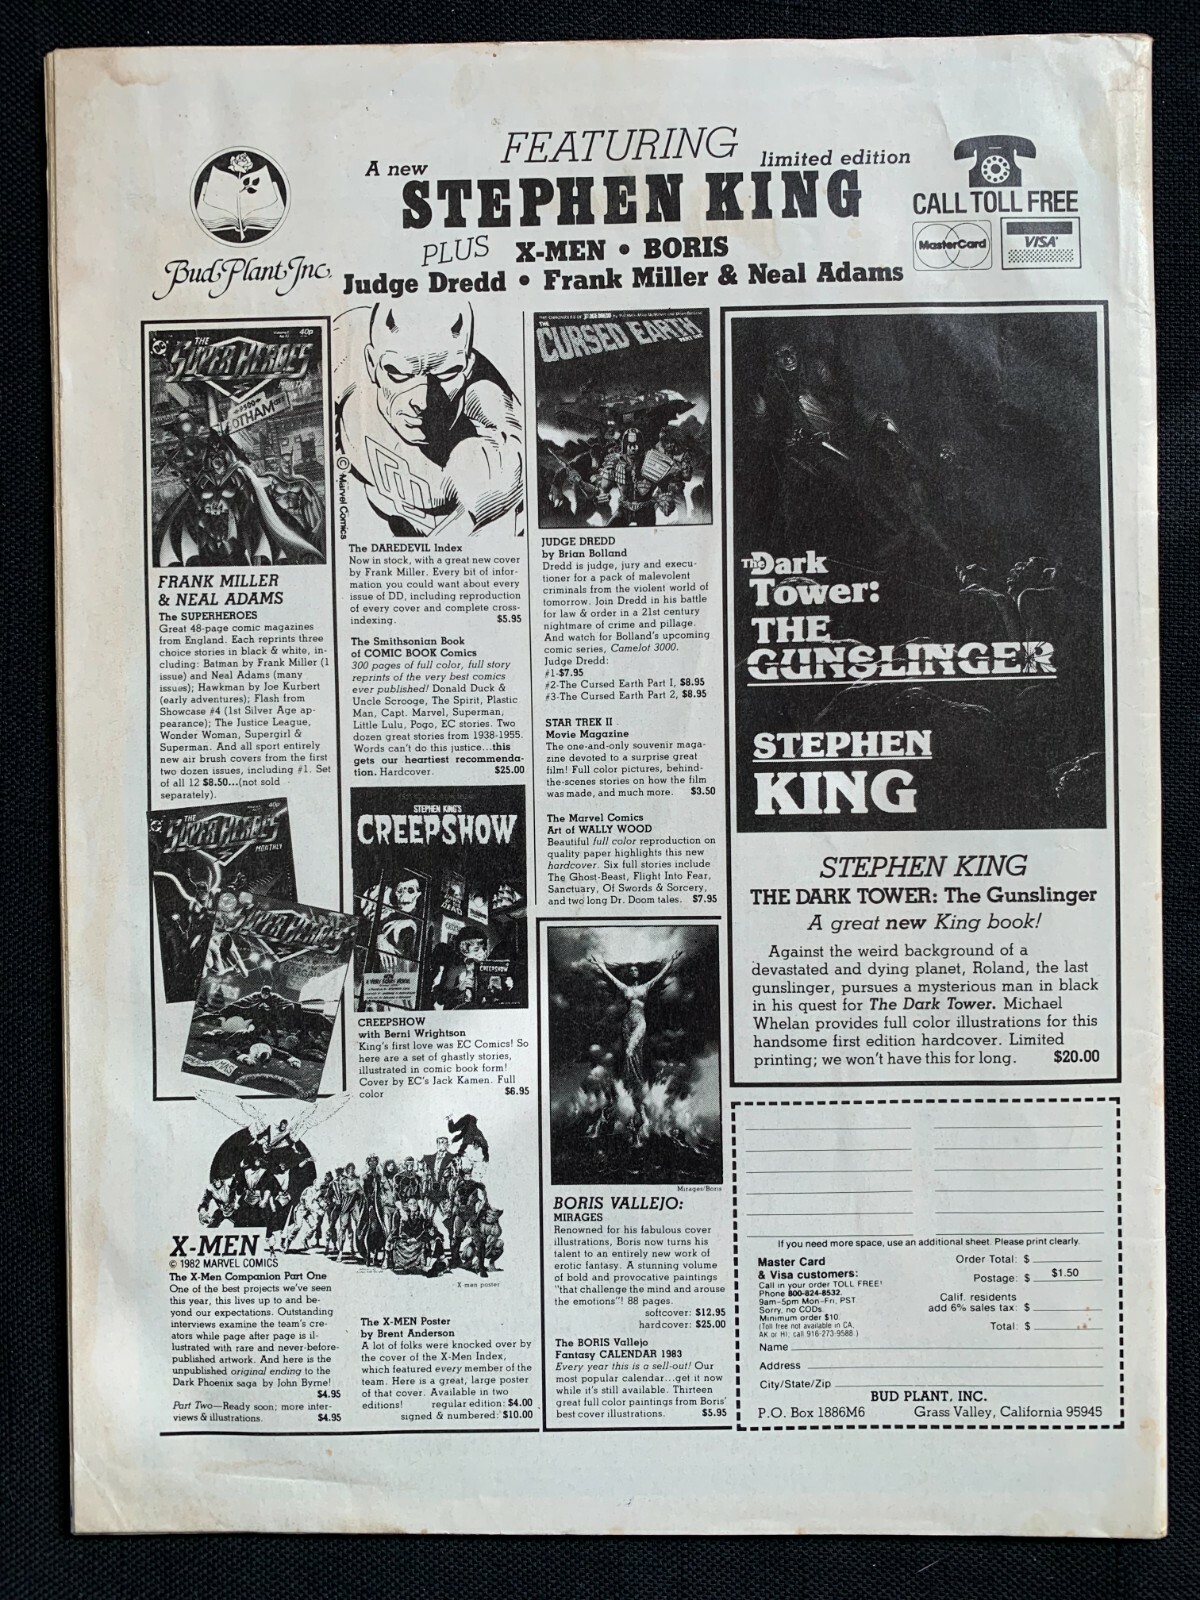 FEATURING
A new
limited edition
STEPHEN KING
PLUS X-MEN • BORIS
Judge Dredd • Frank Miller & Neal Adams
Bud Plant Inc.
CALL TOLL FREE
MasterCard
VISA
THE
SUPER HEROES
MONTHLY
40p
GOTHAM
FRANK MILLER
& NEAL ADAMS
The SUPERHEROES
Great 48-page comic magazines
from England. Each reprints three
choice stories in black & white, in-
cluding: Batman by Frank Miller (1
issue) and Neal Adams (many
issues); Hawkman by Joe Kurbert
(early adventures); Flash from
Showcase #4 (1st Silver Age ap-
pearance); The Justice League,
Wonder Woman, Supergirl &
Superman. And all sport entirely
new air brush covers from the first
two dozen issues, including #1. Set
of all 12 $8.50...(not sold
separately).
THE
SUPER HEROES
MONTHLY
40p
SUPER HEROES
© Marvel Comics
The DAREDEVIL Index
Now in stock, with a great new cover
by Frank Miller. Every bit of infor-
mation you could want about every
issue of DD, including reproduction
of every cover and complete cross-
indexing. $5.95
The Smithsonian Book
of COMIC BOOK Comics
300 pages of full color, full story
reprints of the very best comics
ever published! Donald Duck &
Uncle Scrooge, The Spirit, Plastic
Man, Capt. Marvel, Superman,
Little Lulu, Pogo, EC stories. Two
dozen great stories from 1938-1955.
Words can't do this justice...this
gets our heartiest recommenda-
tion. Hardcover. $25.00
STEPHEN KING'S
CREEPSHOW
CREEPSHOW
CREEPSHOW
with Berni Wrightson
King's first love was EC Comics! So
here are a set of ghastly stories,
illustrated in comic book form!
Cover by EC's Jack Kamen. Full
color $6.95
THE
CURSED EARTH
JUDGE DREDD
by Brian Bolland
Dredd is judge, jury and execu-
tioner for a pack of malevolent
criminals from the violent world of
tomorrow. Join Dredd in his battle
for law & order in a 21st century
nightmare of crime and pillage.
And watch for Bolland's upcoming
comic series, Camelot 3000.
Judge Dredd:
#1-$7.95
#2-The Cursed Earth Part 1, $8.95
#3-The Cursed Earth Part 2, $8.95
STAR TREK II
Movie Magazine
The one-and-only souvenir maga-
zine devoted to a surprise great
film! Full color pictures, behind-
the-scenes stories on how the film
was made, and much more. $3.50
The Marvel Comics
Art of WALLY WOOD
Beautiful full color reproduction on
quality paper highlights this new
hardcover. Six full stories include
The Ghost-Beast, Flight Into Fear,
Sanctuary, Of Swords & Sorcery,
and two long Dr. Doom tales. $7.95
The Dark
Tower:
THE
GUNSLINGER
STEPHEN
KING
STEPHEN KING
THE DARK TOWER: The Gunslinger
A great new King book!
Against the weird background of a
devastated and dying planet, Roland, the last
gunslinger, pursues a mysterious man in black
in his quest for The Dark Tower. Michael
Whelan provides full color illustrations for this
handsome first edition hardcover. Limited
printing; we won't have this for long. $20.00
X-MEN
© 1982 MARVEL COMICS
The X-Men Companion Part One
One of the best projects we've seen
this year, this lives up to and be-
yond our expectations. Outstanding
interviews examine the team's cre-
ators while page after page is il-
lustrated with rare and never-before-
published artwork. And here is the
unpublished original ending to the
Dark Phoenix saga by John Byrne!
$4.95
Part Two—Ready soon; more inter-
views & illustrations. $4.95
X men poster
The X-MEN Poster
by Brent Anderson
A lot of folks were knocked over by
the cover of the X-Men Index,
which featured every member of the
team. Here is a great, large poster
of that cover. Available in two
editions! regular edition: $4.00
signed & numbered: $10.00
Mirages/Boris
BORIS VALLEJO:
MIRAGES
Renowned for his fabulous cover
illustrations, Boris now turns his
talent to an entirely new work of
erotic fantasy. A stunning volume
of bold and provocative paintings
"that challenge the mind and arouse
the emotions"! 88 pages.
softcover: $12.95
hardcover: $25.00
The BORIS Vallejo
Fantasy CALENDAR 1983
Every year this is a sell-out! Our
most popular calendar...get it now
while it's still available. Thirteen
great full color paintings from Boris'
best cover illustrations. $5.95
If you need more space, use an additional sheet. Please print clearly.
Master Card
& Visa customers:
Call in your order TOLL FREE!
Phone 800-824-8532.
9am-5pm Mon-Fri, PST
Sorry, no CODs.
Minimum order $10.
(Toll free not available in CA,
AK or HI; call 916-273-9588.)
Order Total: $
Postage: $ $1.50
Calif. residents
add 6% sales tax: $
Total: $
Name
Address
City/State/Zip
BUD PLANT, INC.
P.O. Box 1886M6 Grass Valley, California 95945